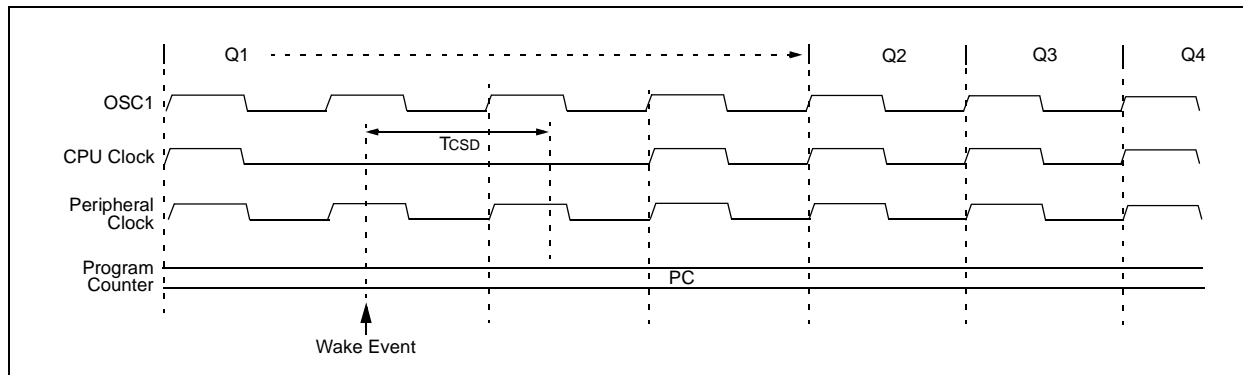 Q1 Q2 Q3 Q4
OSC1
TCSD
CPU Clock
Peripheral
Clock
Program
Counter
PC
Wake Event